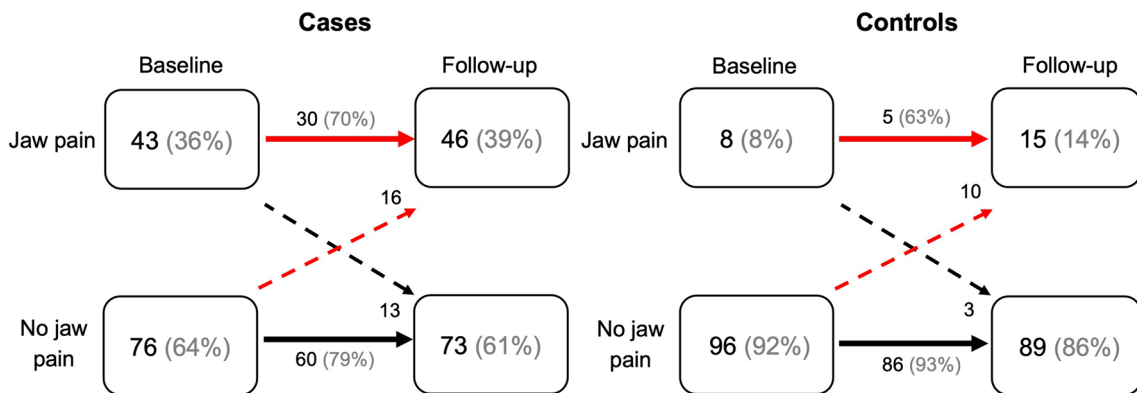 Cases
Controls
Baseline
Follow-up
Baseline
Follow-up
Jaw pain
43 (36%)
30 (70%)
46 (39%)
Jaw pain
8 (8%)
5 (63%)
15 (14%)
16
10
13
3
No jaw
pain
76 (64%)
60 (79%)
73 (61%)
No jaw
pain
96 (92%)
86 (93%)
89 (86%)